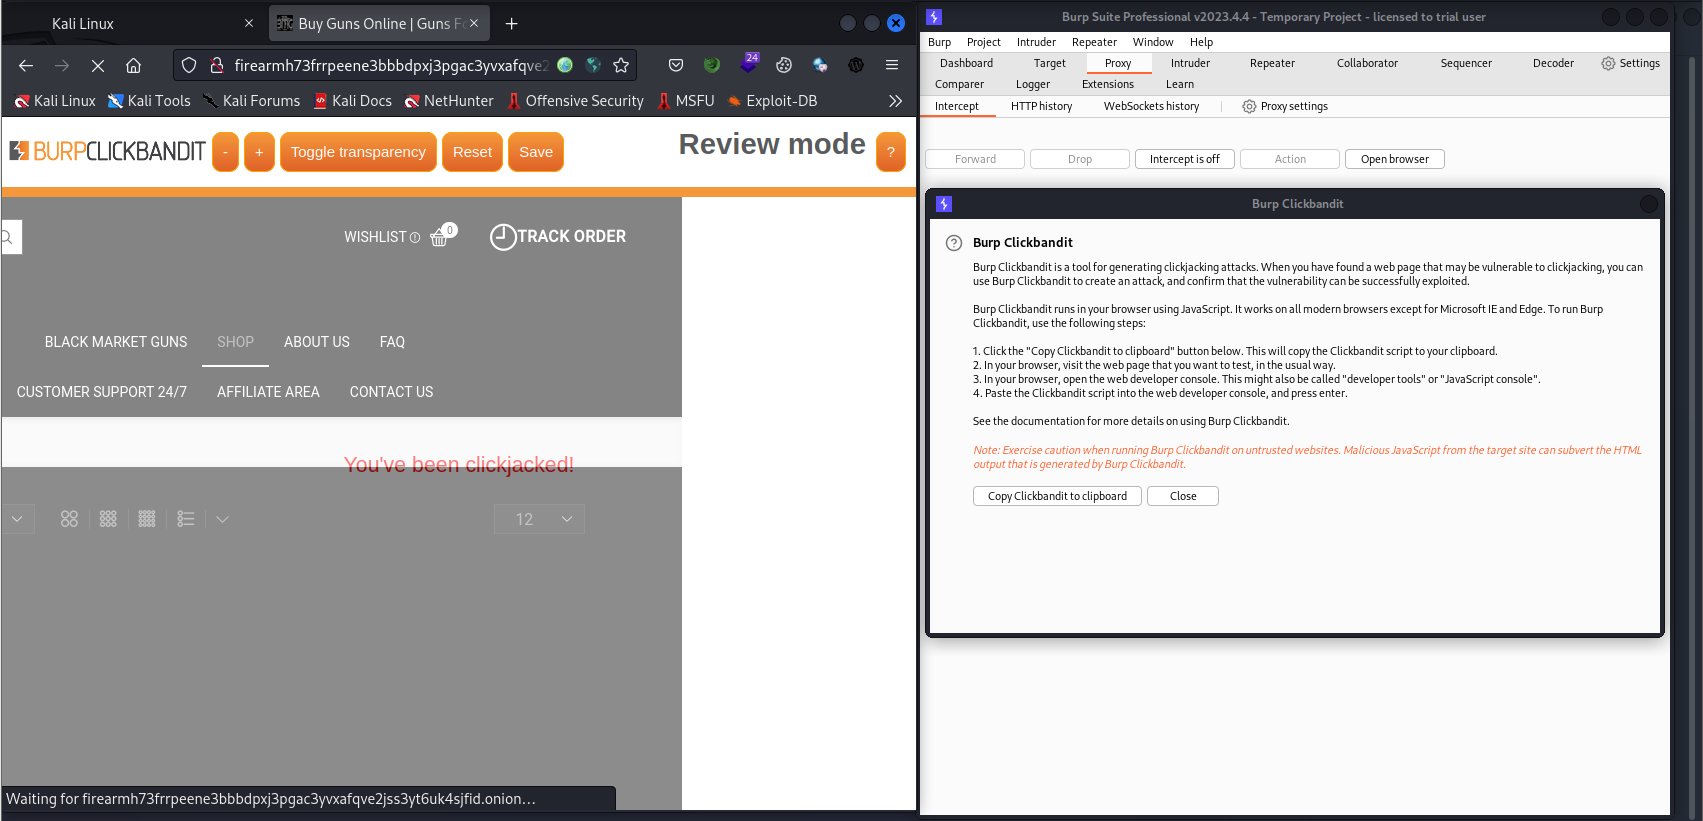 Kali Linux
Buy Guns Online | Guns Fo
firearmh73frrpeene3bbbdpxj3pgac3yvxafqve2
24
Kali Linux Kali Tools Kali Forums Kali Docs NetHunter Offensive Security MSFU Exploit-DB
BURPCLICKBANDIT - + Toggle transparency Reset Save Review mode ?
WISHLIST 0 TRACK ORDER
BLACK MARKET GUNS SHOP ABOUT US FAQ
CUSTOMER SUPPORT 24/7 AFFILIATE AREA CONTACT US
You've been clickjacked!
12
Waiting for firearmh73frrpeene3bbbdpxj3pgac3yvxafqve2jss3yt6uk4sjfid.onion…
Burp Suite Professional v2023.4.4 - Temporary Project - licensed to trial user
Burp Project Intruder Repeater Window Help
Dashboard Target Proxy Intruder Repeater Collaborator Sequencer Decoder Settings
Comparer Logger Extensions Learn
Intercept HTTP history WebSockets history Proxy settings
Forward Drop Intercept is off Action Open browser
Burp Clickbandit
? Burp Clickbandit
Burp Clickbandit is a tool for generating clickjacking attacks. When you have found a web page that may be vulnerable to clickjacking, you can
use Burp Clickbandit to create an attack, and confirm that the vulnerability can be successfully exploited.
Burp Clickbandit runs in your browser using JavaScript. It works on all modern browsers except for Microsoft IE and Edge. To run Burp
Clickbandit, use the following steps:
1. Click the "Copy Clickbandit to clipboard" button below. This will copy the Clickbandit script to your clipboard.
2. In your browser, visit the web page that you want to test, in the usual way.
3. In your browser, open the web developer console. This might also be called "developer tools" or "JavaScript console".
4. Paste the Clickbandit script into the web developer console, and press enter.
See the documentation for more details on using Burp Clickbandit.
Note: Exercise caution when running Burp Clickbandit on untrusted websites. Malicious JavaScript from the target site can subvert the HTML
output that is generated by Burp Clickbandit.
Copy Clickbandit to clipboard Close